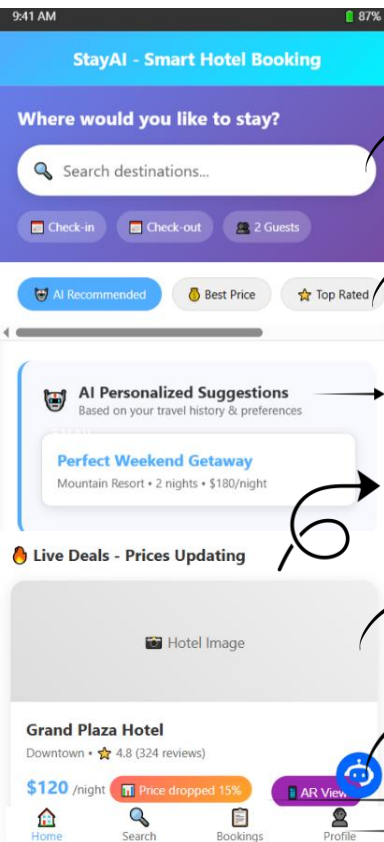 9:41 AM 87%
StayAI - Smart Hotel Booking
Where would you like to stay?
Search destinations...
Check-in Check-out 2 Guests
AI Recommended Best Price Top Rated
AI Personalized Suggestions
Based on your travel history & preferences
Perfect Weekend Getaway
Mountain Resort • 2 nights • $180/night
Live Deals - Prices Updating
Hotel Image
Grand Plaza Hotel
Downtown • ⭐ 4.8 (324 reviews)
$120 /night Price dropped 15% AR View
Home Search Bookings Profile